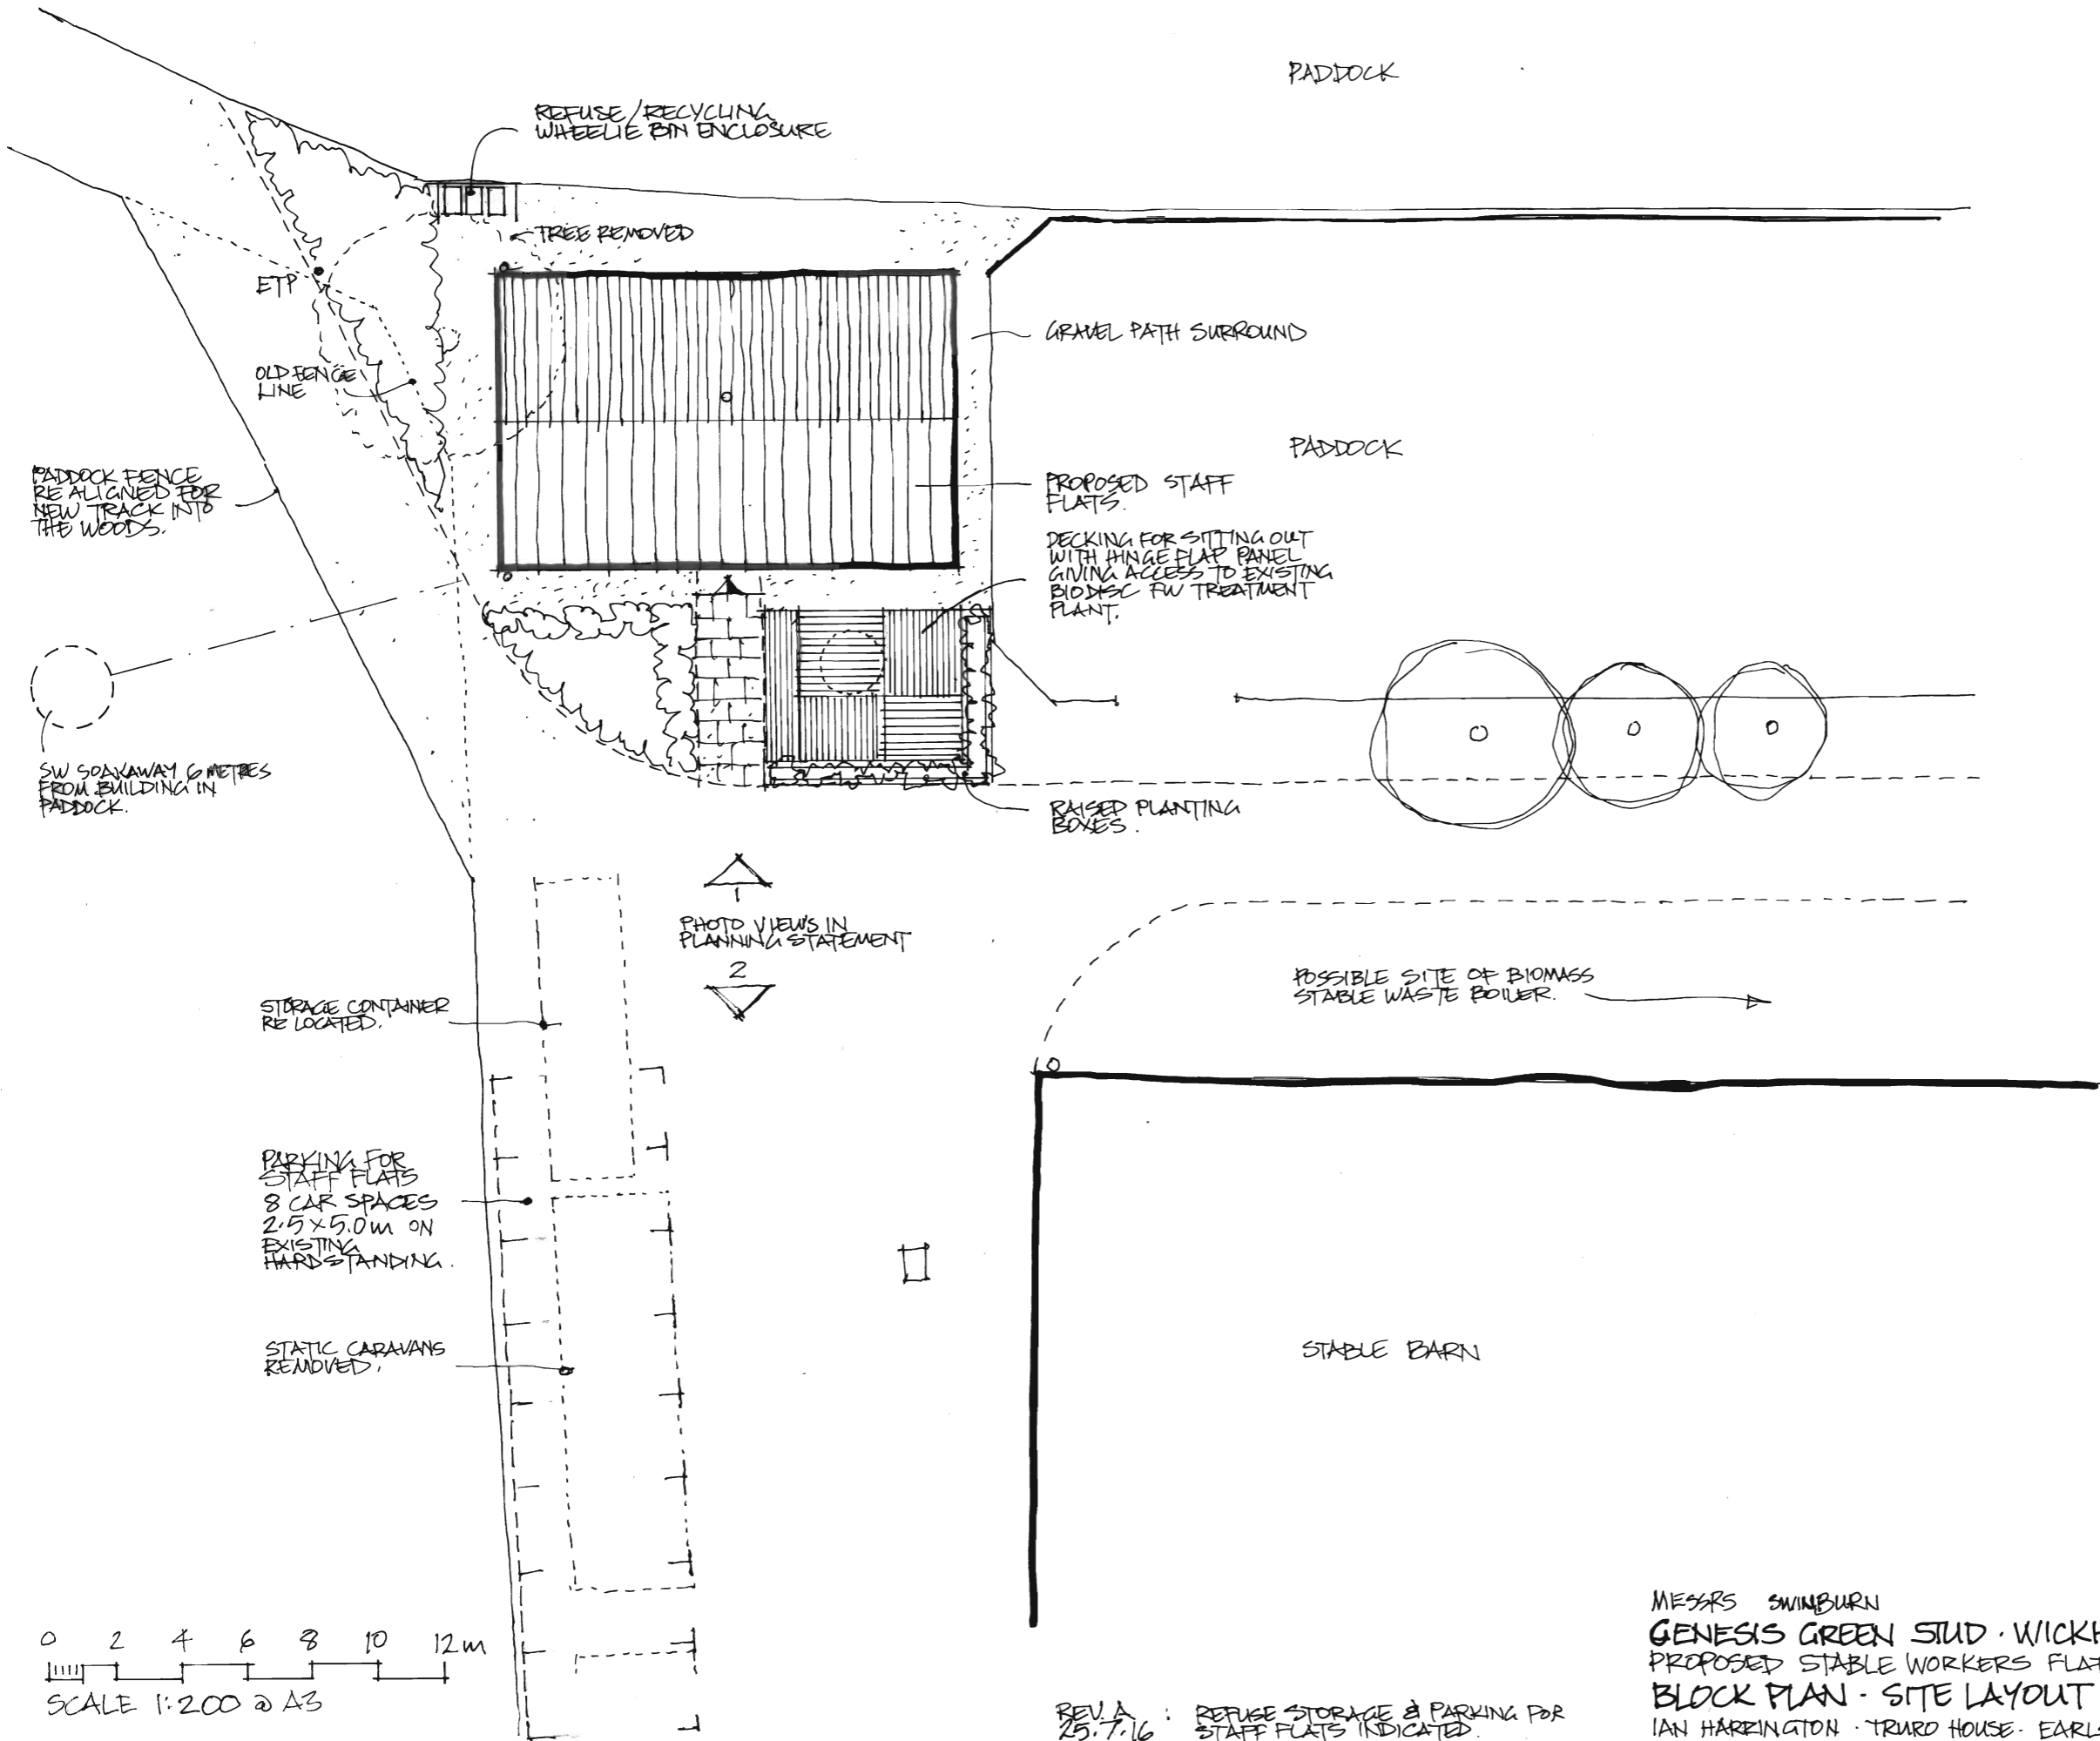 PADDOCK
REFUSE/RECYCLING
WHEELIE BIN ENCLOSURE
TREE REMOVED
ETP
GRAVEL PATH SURROUND
OLD FENCE
LINE
PADDOCK
PADDOCK FENCE
RE ALIGNED FOR
NEW TRACK INTO
THE WOODS.
PROPOSED STAFF
FLATS.
DECKING FOR SITTING OUT
WITH HINGE FLAP PANEL
GIVING ACCESS TO EXISTING
BIODISC FW TREATMENT
PLANT.
SW SOAKAWAY 6 METRES
FROM BUILDING IN
PADDOCK.
RAISED PLANTING
BOXES.
1
PHOTO VIEWS IN
PLANNING STATEMENT
2
POSSIBLE SITE OF BIOMASS
STABLE WASTE BOILER.
STORAGE CONTAINER
RE LOCATED.
PARKING FOR
STAFF FLATS
8 CAR SPACES
2.5 x 5.0m ON
EXISTING
HARDSTANDING.
STATIC CARAVANS
REMOVED.
STABLE BARN
0 2 4 6 8 10 12m
SCALE 1:200 @ A3
REV. A : REFUSE STORAGE & PARKING FOR
25.7.16 STAFF FLATS INDICATED.
MESSRS SWINBURN
GENESIS GREEN STUD · WICKH
PROPOSED STABLE WORKERS FLA
BLOCK PLAN - SITE LAYOUT
IAN HARRINGTON · TRURO HOUSE · EARLS